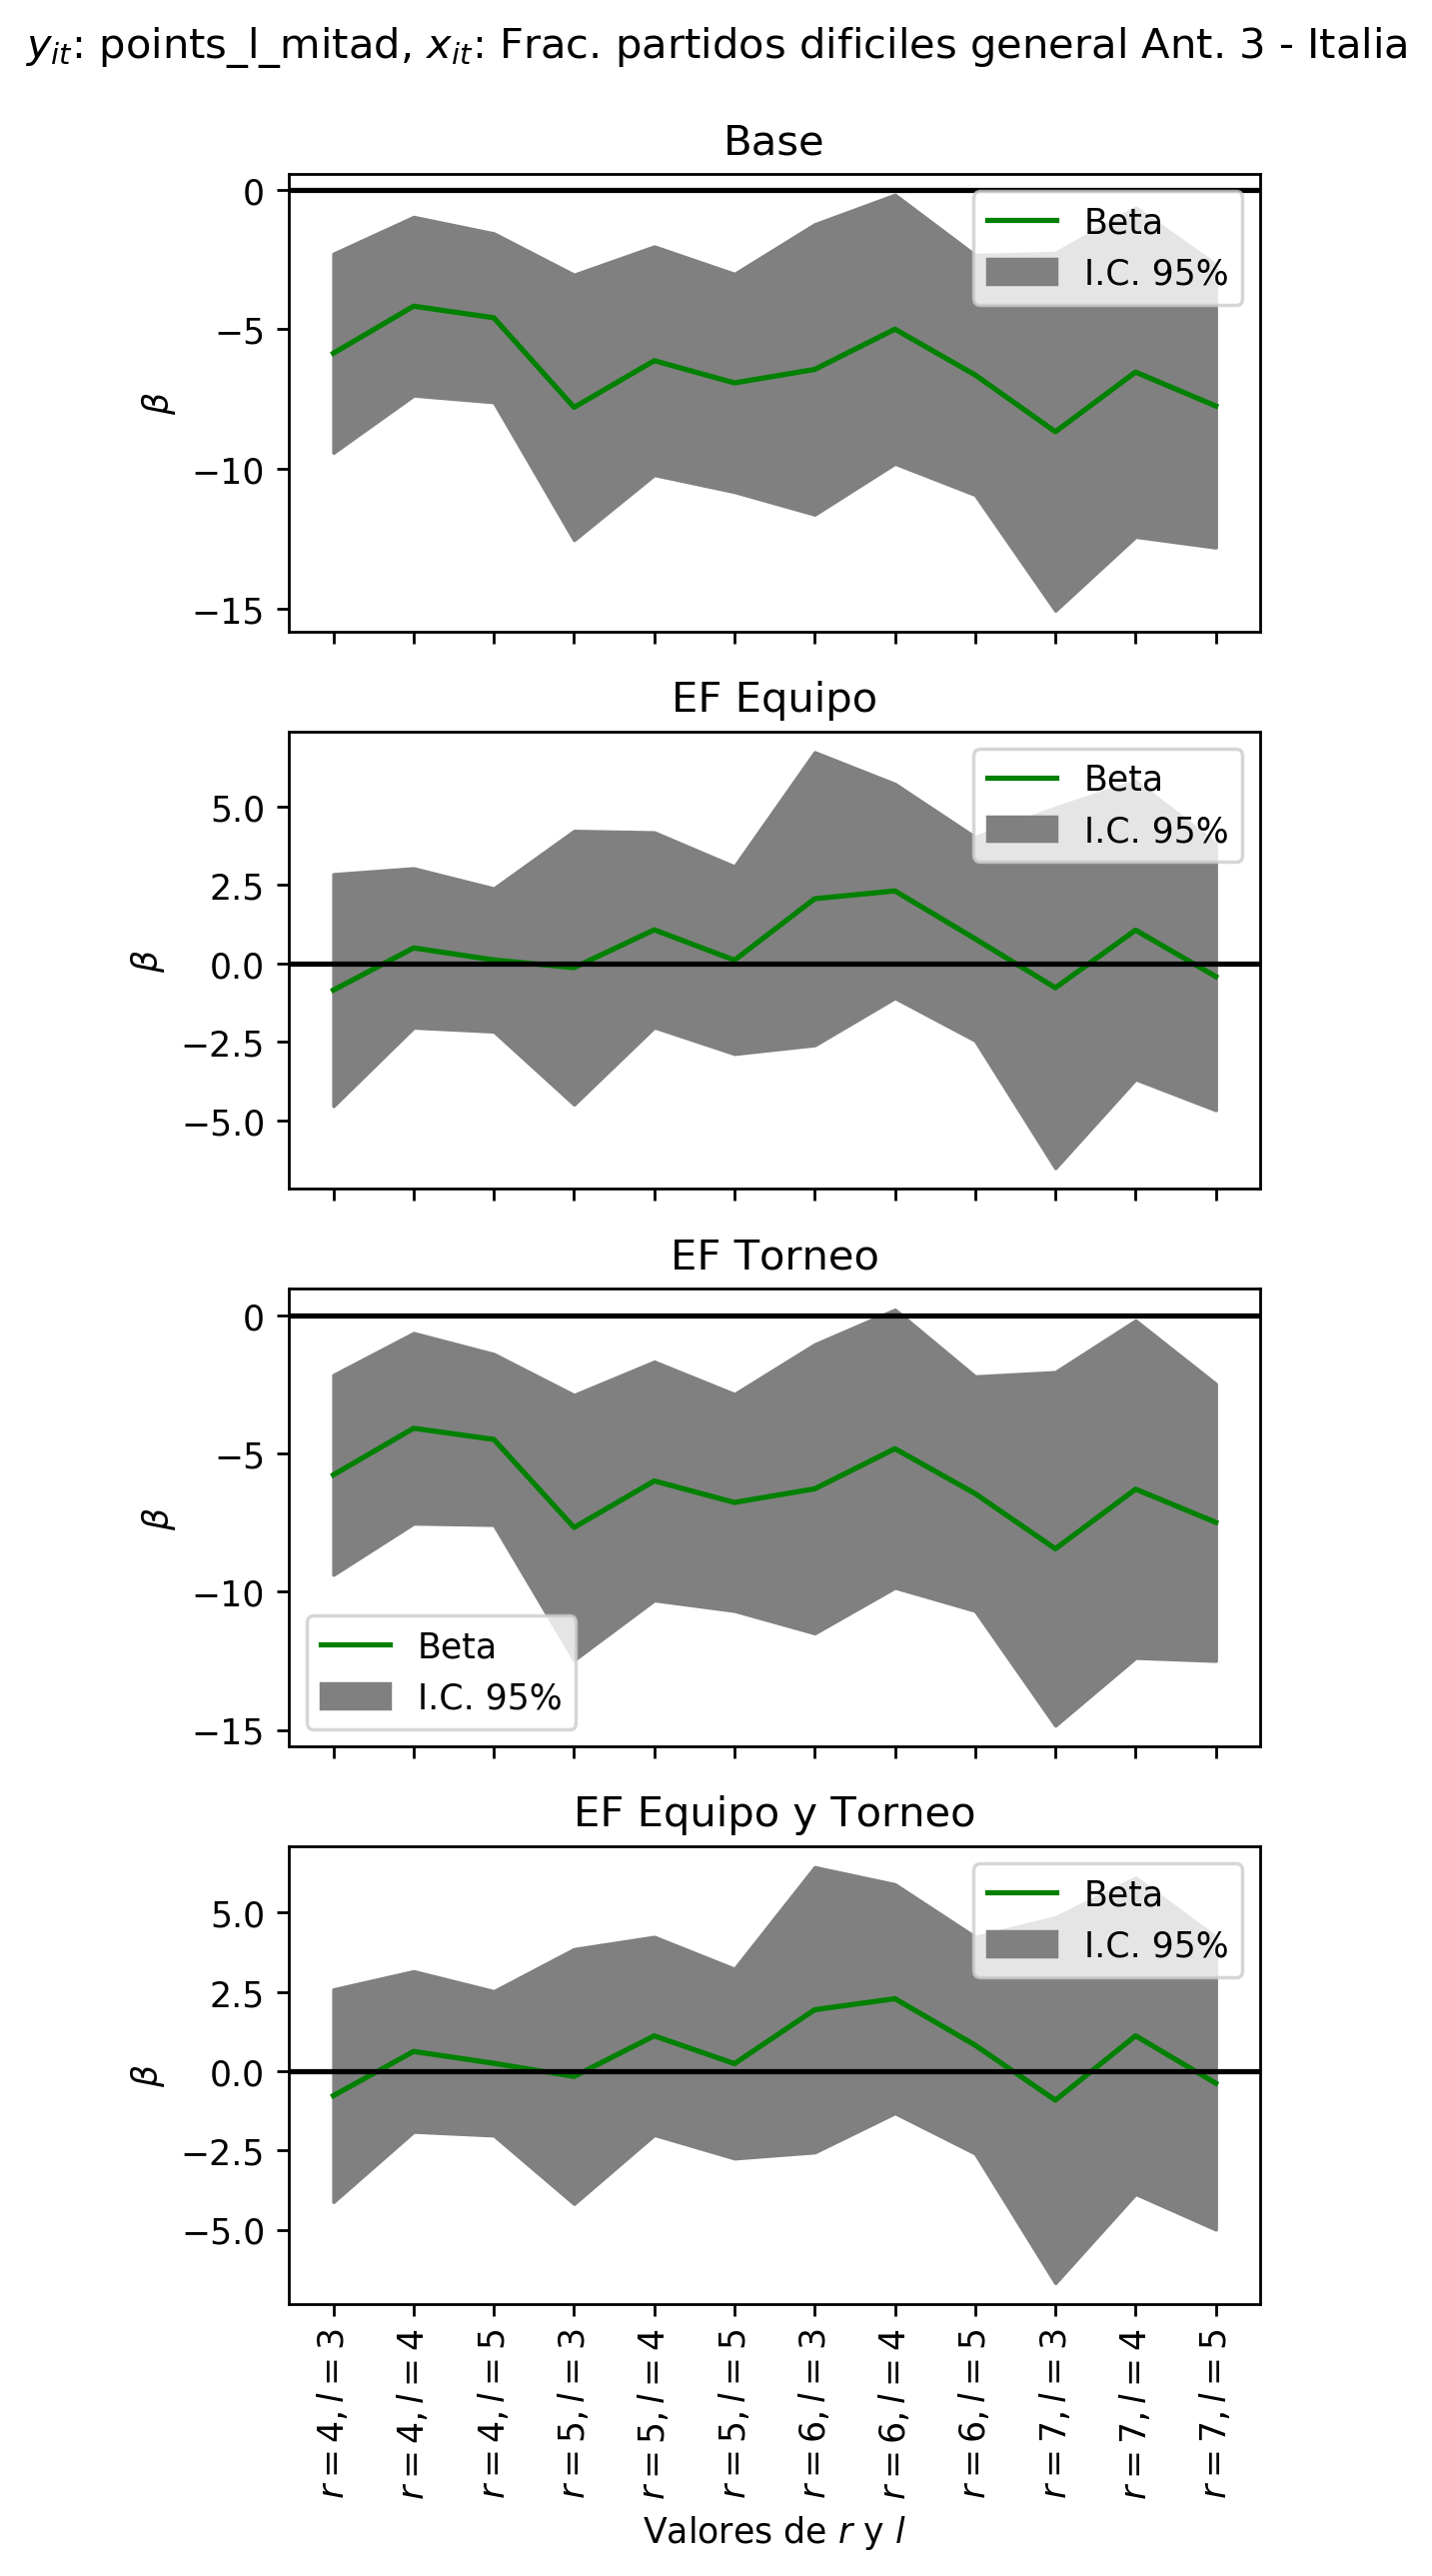 y_it: points_l_mitad, x_it: Frac. partidos dificiles general Ant. 3 - Italia
Base
0
−5
−10
−15
β
Beta
I.C. 95%
EF Equipo
5.0
2.5
0.0
−2.5
−5.0
β
Beta
I.C. 95%
EF Torneo
0
−5
−10
−15
β
Beta
I.C. 95%
EF Equipo y Torneo
5.0
2.5
0.0
−2.5
−5.0
β
Beta
I.C. 95%
r = 4, l = 3
r = 4, l = 4
r = 4, l = 5
r = 5, l = 3
r = 5, l = 4
r = 5, l = 5
r = 6, l = 3
r = 6, l = 4
r = 6, l = 5
r = 7, l = 3
r = 7, l = 4
r = 7, l = 5
Valores de r y l